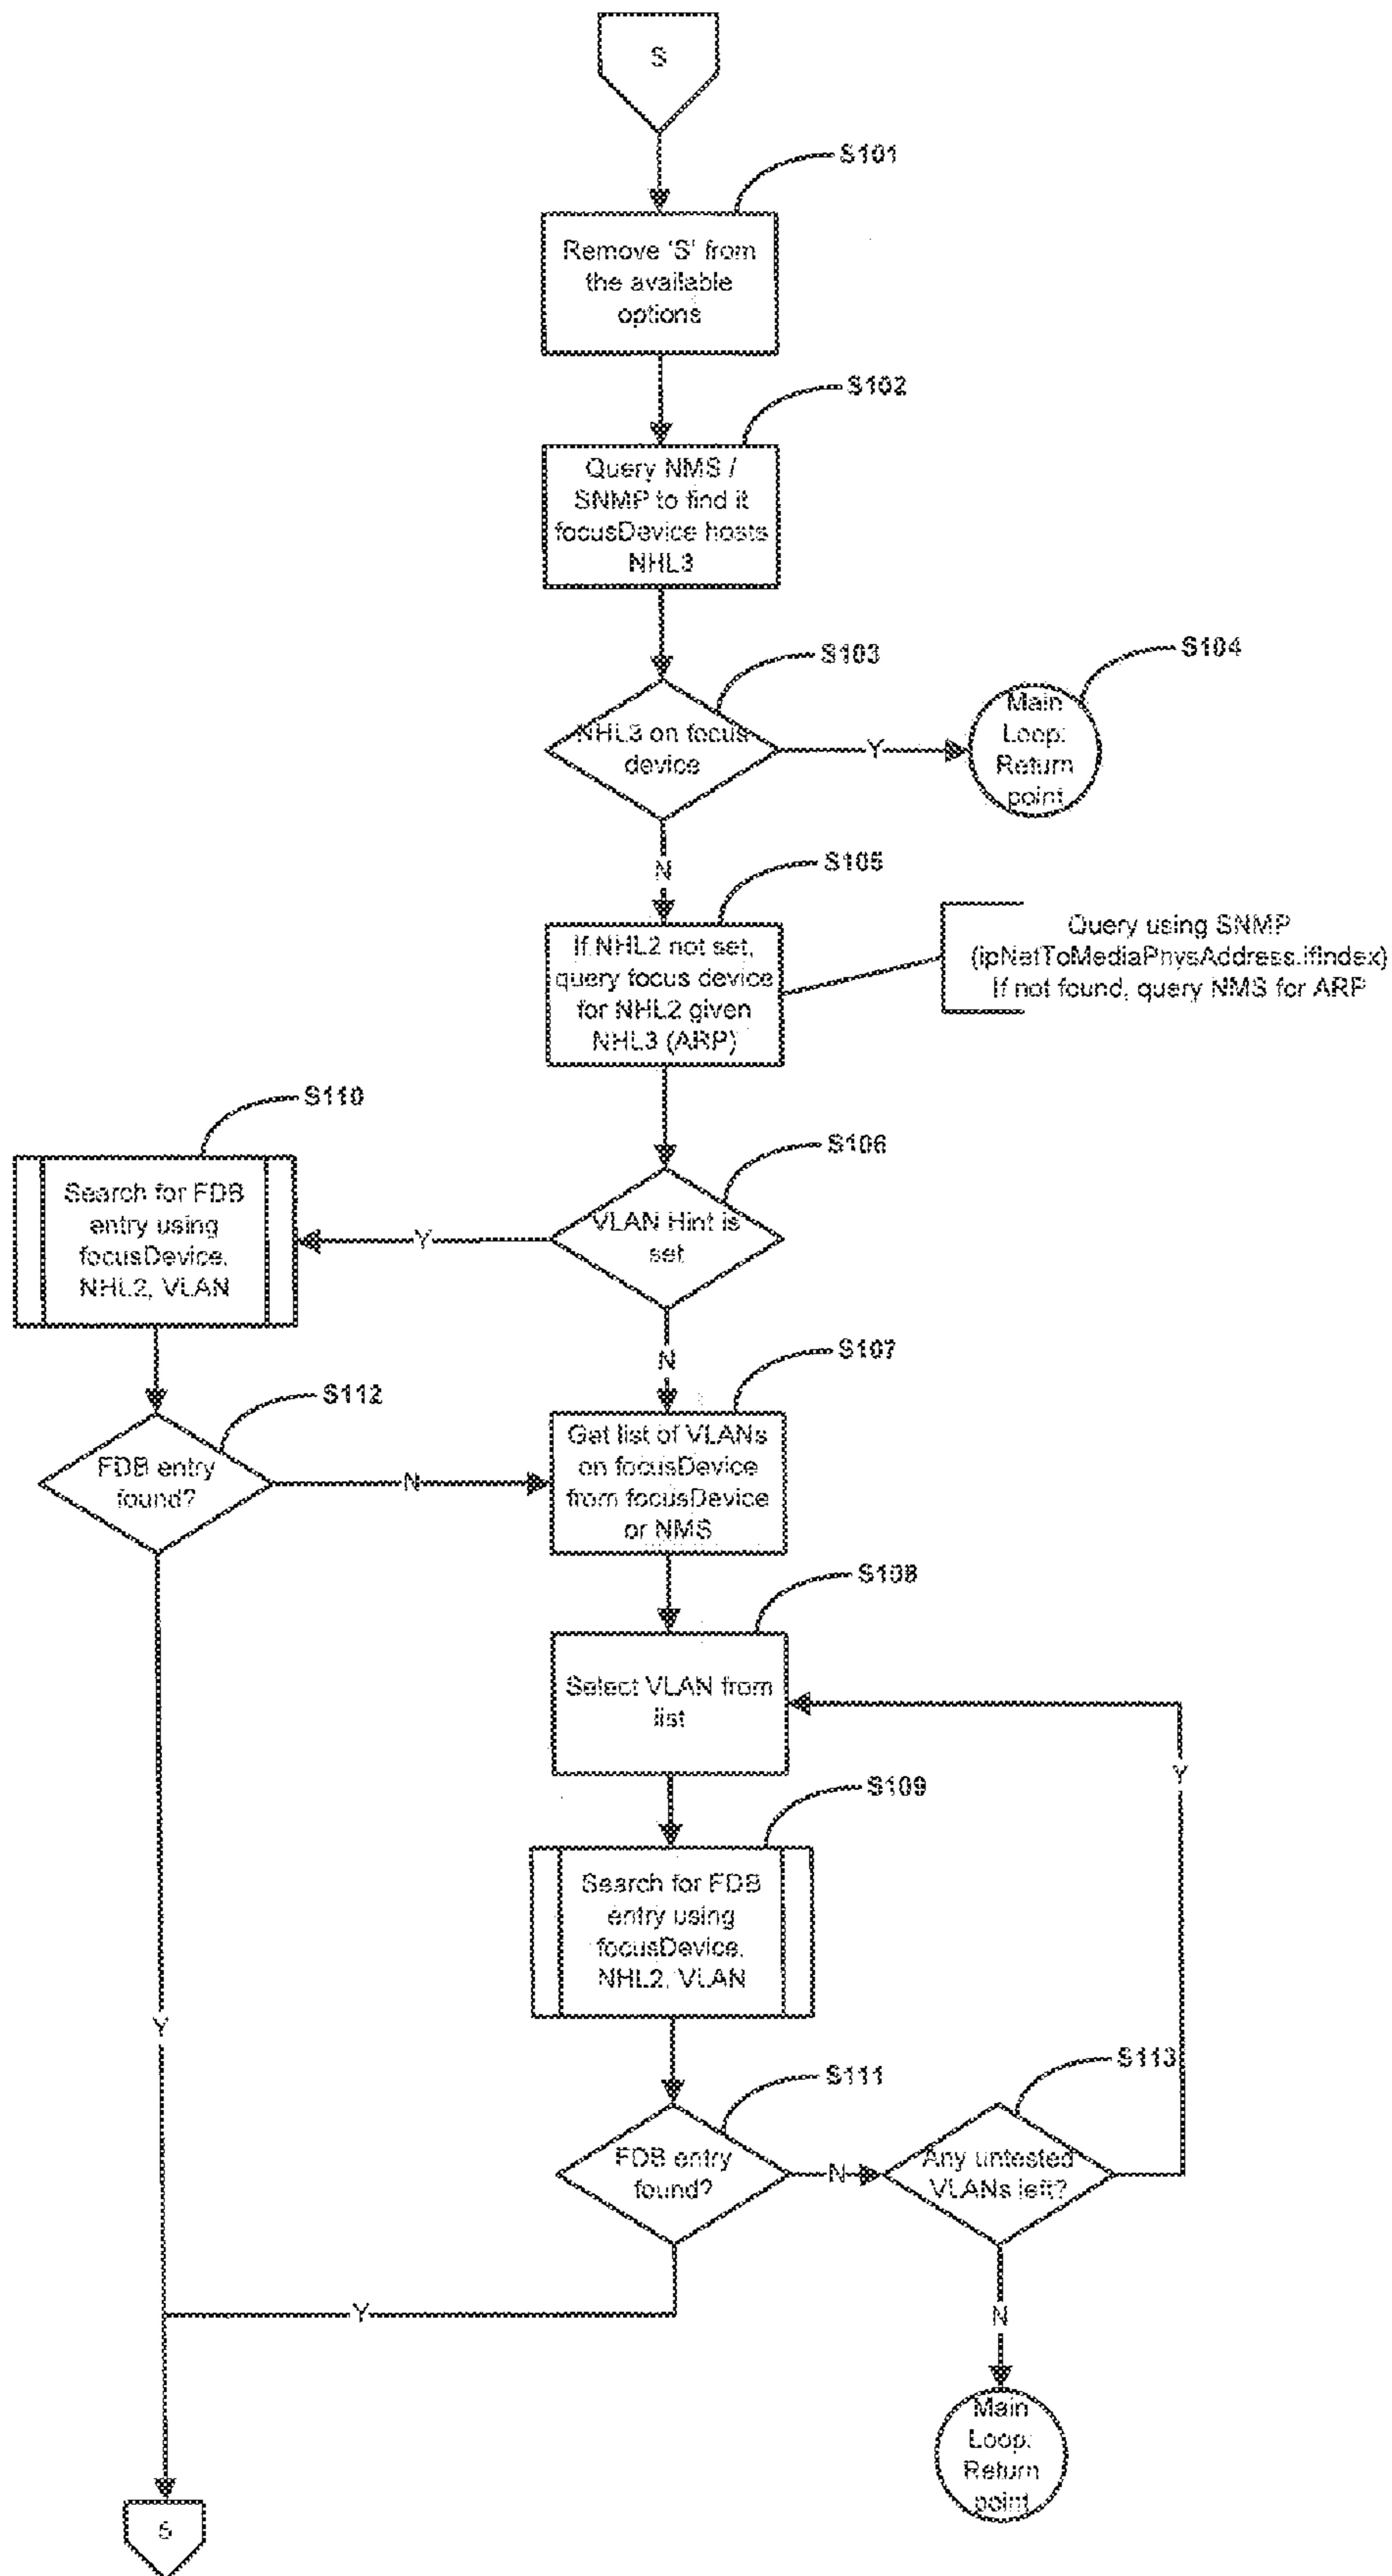 S
S101
Remove 'S' from
the available
options
S102
Query NMS /
SNMP to find it
focusDevice hosts
NHL3
S103
NHL3 on focus
device
Y
S104
Main
Loop:
Return
point
N
S105
If NHL2 not set,
query focus device
for NHL2 given
NHL3 (ARP)
Query using SNMP
(ipNetToMediaPhysAddress.ifIndex)
If not found, query NMS for ARP
S106
VLAN Hint is
set
Y
S110
Search for FDB
entry using
focusDevice,
NHL2, VLAN
N
S107
Get list of VLANs
on focusDevice
from focusDevice
or NMS
S112
FDB entry
found?
N
S108
Select VLAN from
list
Y
S109
Search for FDB
entry using
focusDevice,
NHL2, VLAN
Y
S111
FDB entry
found?
N
S113
Any untested
VLANs left?
Y
N
Main
Loop:
Return
point